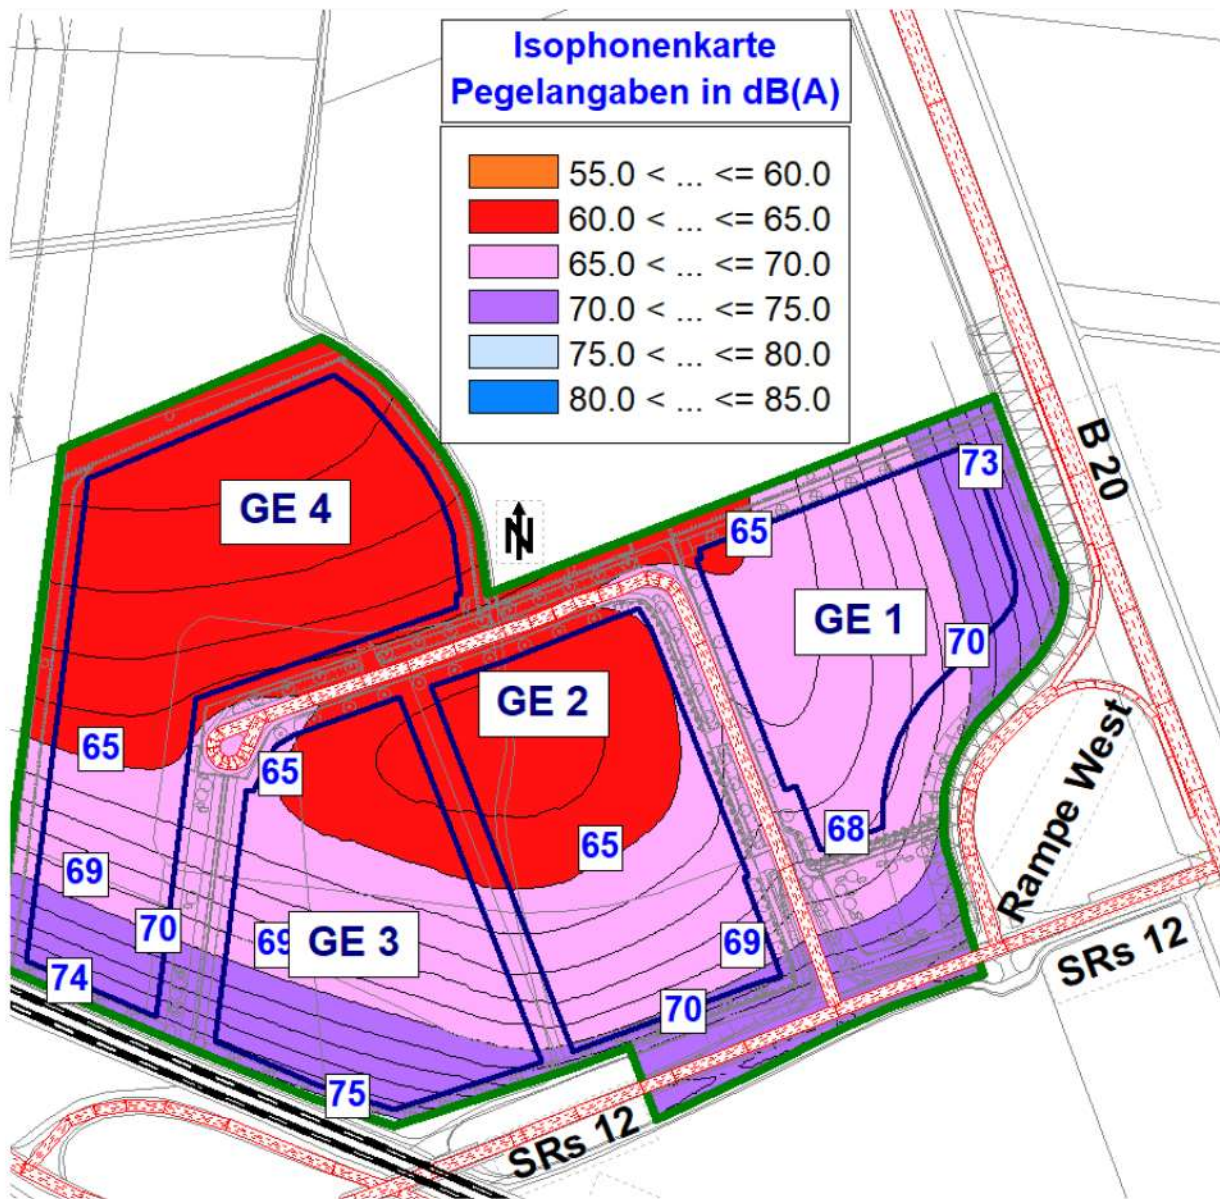 Isophonenkarte
Pegelangaben in dB(A)
55.0 < ... <= 60.0
60.0 < ... <= 65.0
65.0 < ... <= 70.0
70.0 < ... <= 75.0
75.0 < ... <= 80.0
80.0 < ... <= 85.0
B 20
73
GE 4
N
65
GE 1
70
GE 2
65
65
65
68
69
70
69
GE 3
69
74
70
75
Rampe West
SRs 12
SRs 12